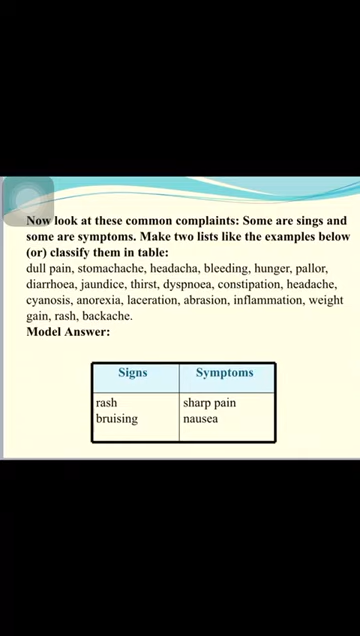 Now look at these common complaints: Some are sings and
some are symptoms. Make two lists like the examples below
(or) classify them in table:
dull pain, stomachache, headacha, bleeding, hunger, pallor,
diarrhoea, jaundice, thirst, dyspnoea, constipation, headache,
cyanosis, anorexia, laceration, abrasion, inflammation, weight
gain, rash, backache.
Model Answer:
Signs Symptoms
rash sharp pain
bruising nausea